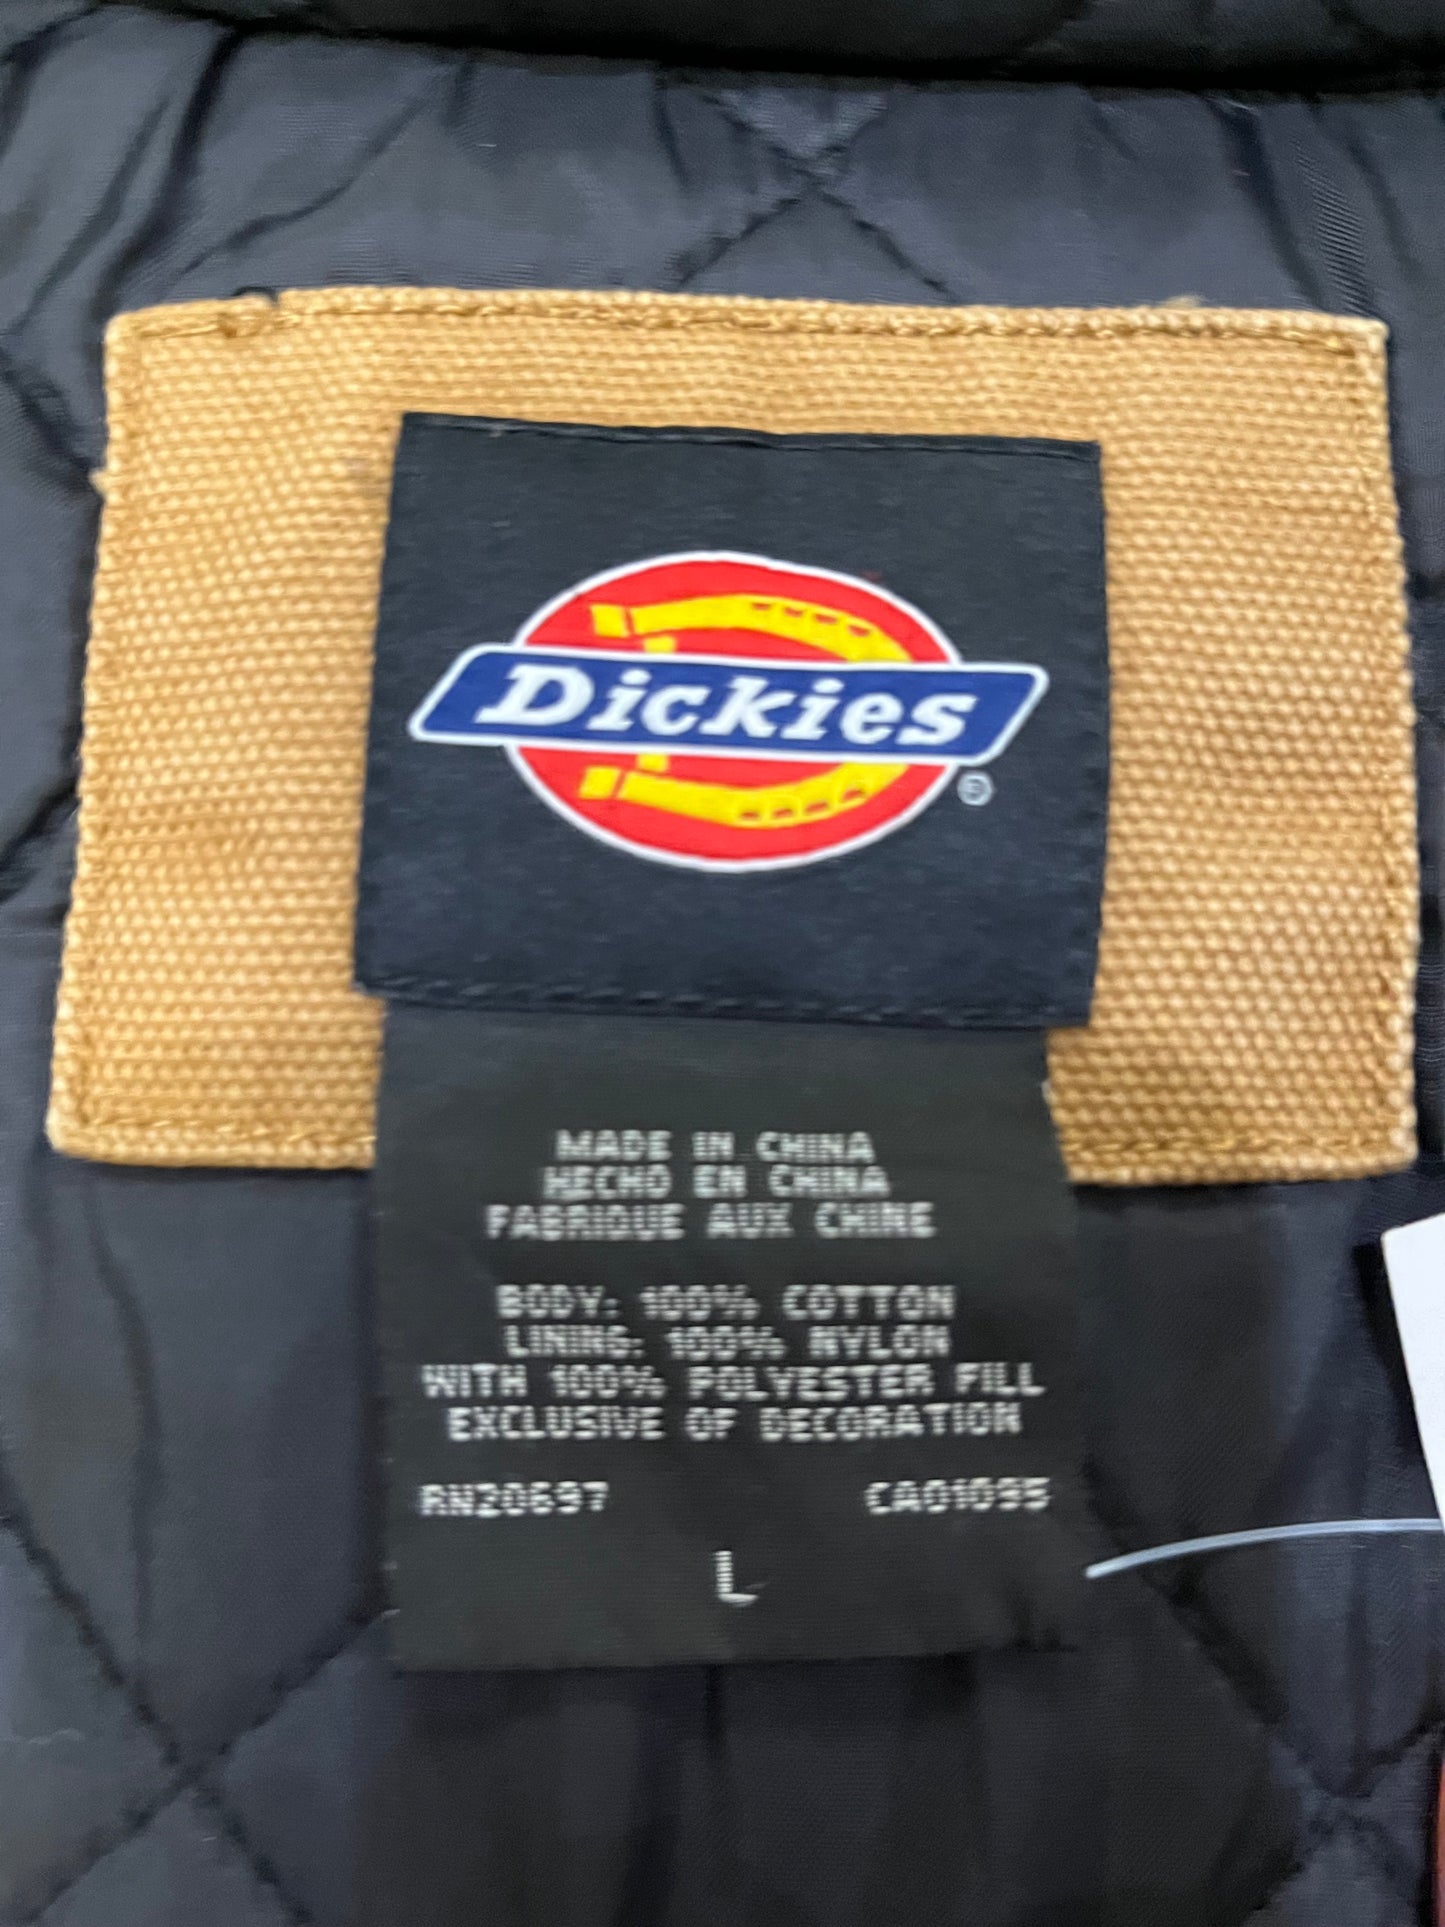 Dickies
®
MADE IN CHINA
HECHO EN CHINA
FABRIQUE AUX CHINE
BODY: 100% COTTON
LINING: 100% NYLON
WITH 100% POLYESTER FILL
EXCLUSIVE OF DECORATION
RN20697 CA01095
L